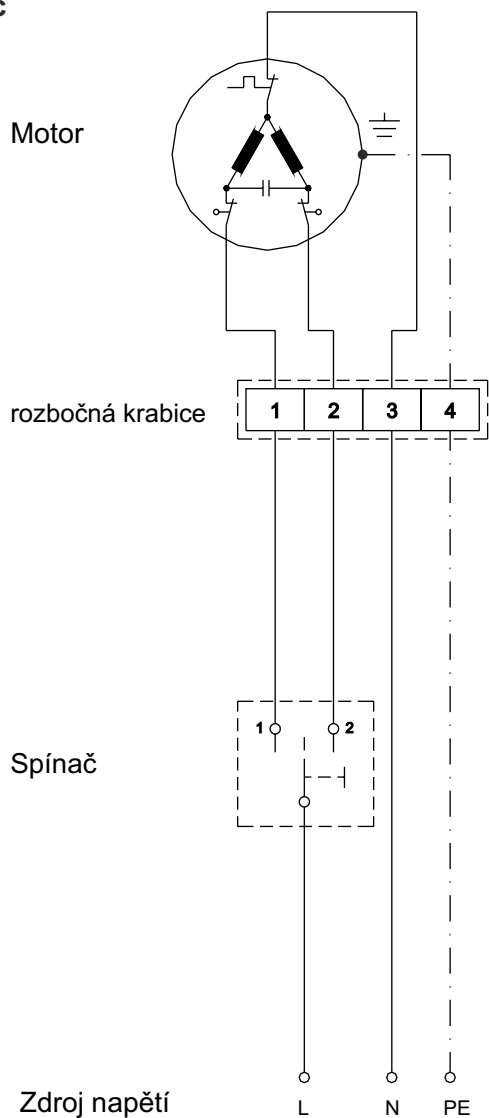 c
Motor
rozbočná krabice
1 2 3 4
1 2
Spínač
Zdroj napětí
L N PE